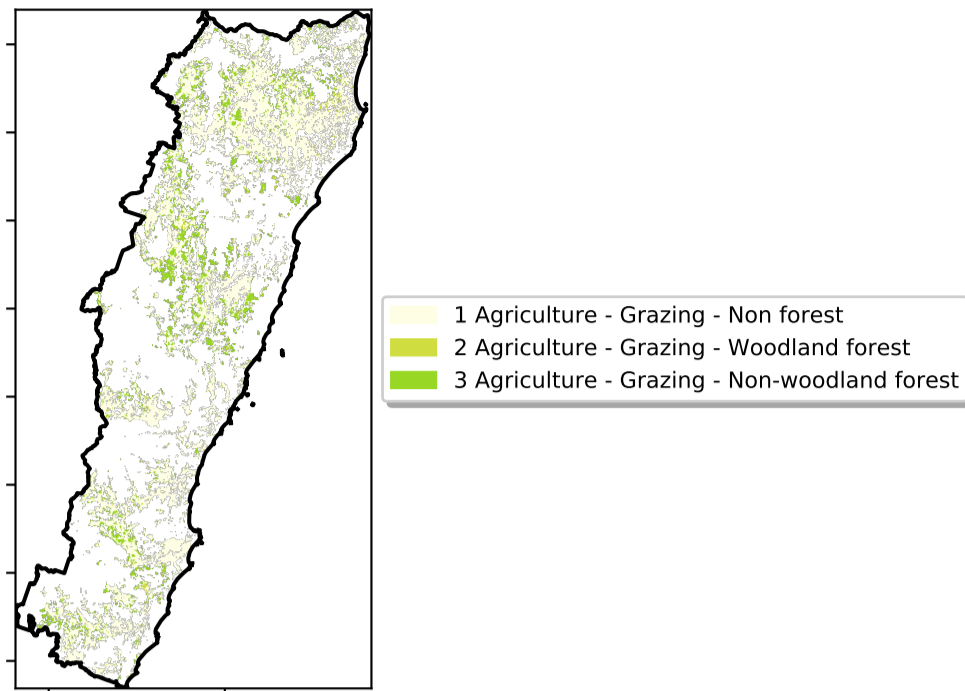 1 Agriculture - Grazing - Non forest
2 Agriculture - Grazing - Woodland forest
3 Agriculture - Grazing - Non-woodland forest